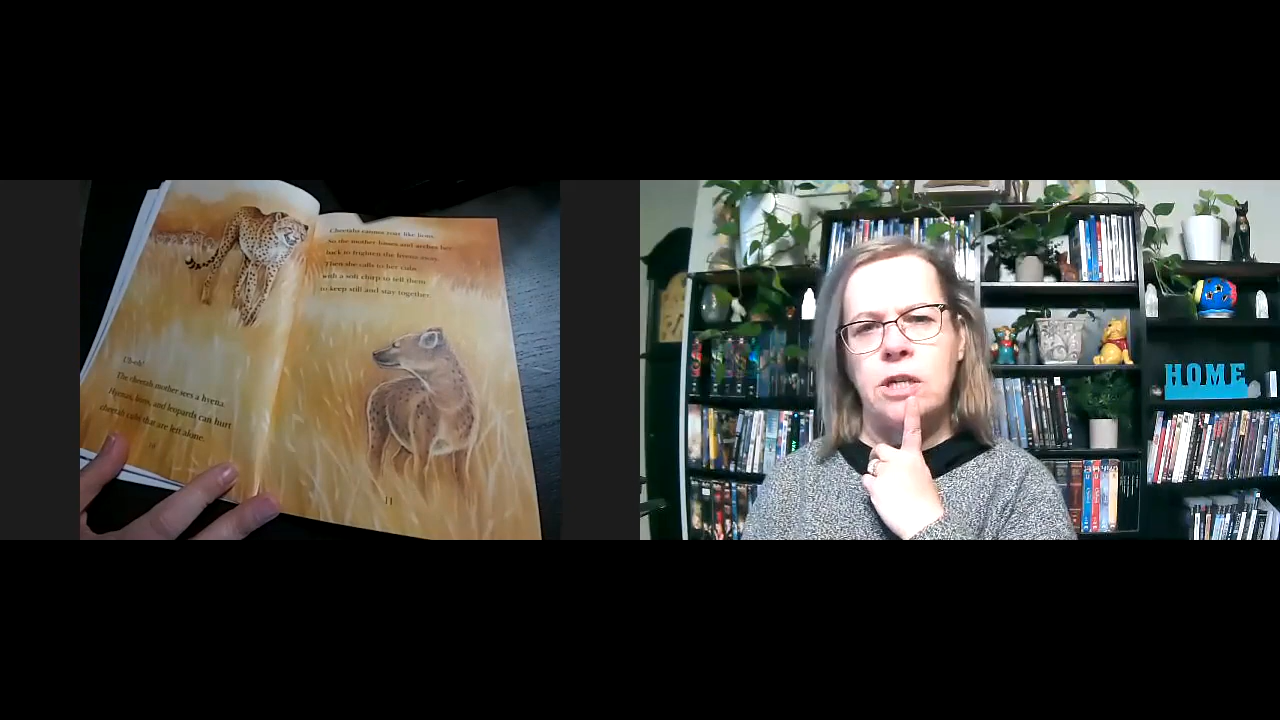 Uh-oh!
The cheetah mother sees a hyena.
Hyenas, lions, and leopards can hurt
cheetah cubs that are left alone.
10
Cheetahs cannot roar like lions.
So the mother hisses and arches her
back to frighten the hyena away.
Then she calls to her cubs
with a soft chirp to tell them
to keep still and stay together.
11
HOME